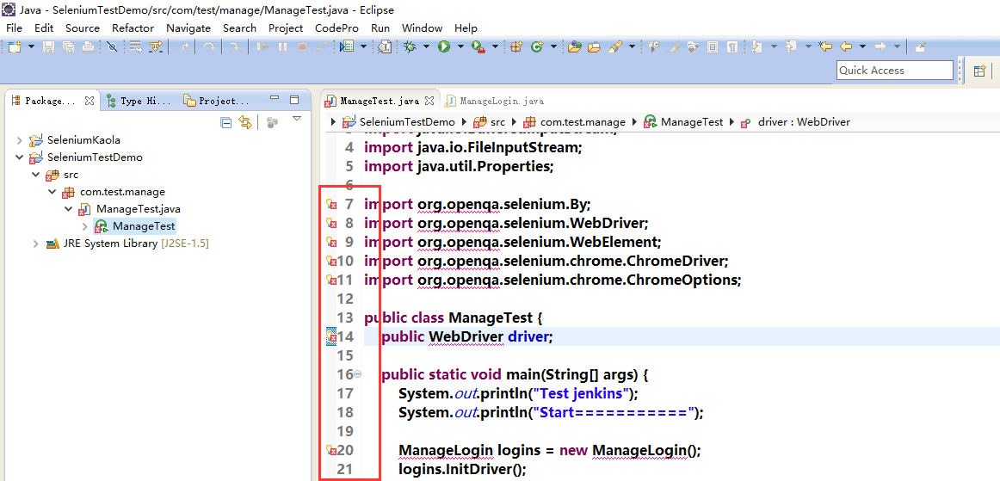 Java - SeleniumTestDemo/src/com/test/manage/ManageTest.java - Eclipse
File Edit Source Refactor Navigate Search Project CodePro Run Window Help
Quick Access
Package... Type Hi... Project...
ManageTest.java ManageLogin.java
SeleniumTestDemo src com.test.manage ManageTest driver : WebDriver
SeleniumKaola
SeleniumTestDemo
src
com.test.manage
ManageTest.java
ManageTest
JRE System Library [J2SE-1.5]
4 import java.io.FileInputStream;
5 import java.util.Properties;
6
7 import org.openqa.selenium.By;
8 import org.openqa.selenium.WebDriver;
9 import org.openqa.selenium.WebElement;
10 import org.openqa.selenium.chrome.ChromeDriver;
11 import org.openqa.selenium.chrome.ChromeOptions;
12
13 public class ManageTest {
14 public WebDriver driver;
15
16 public static void main(String[] args) {
17 System.out.println("Test jenkins");
18 System.out.println("Start===========");
19
20 ManageLogin logins = new ManageLogin();
21 logins.InitDriver();